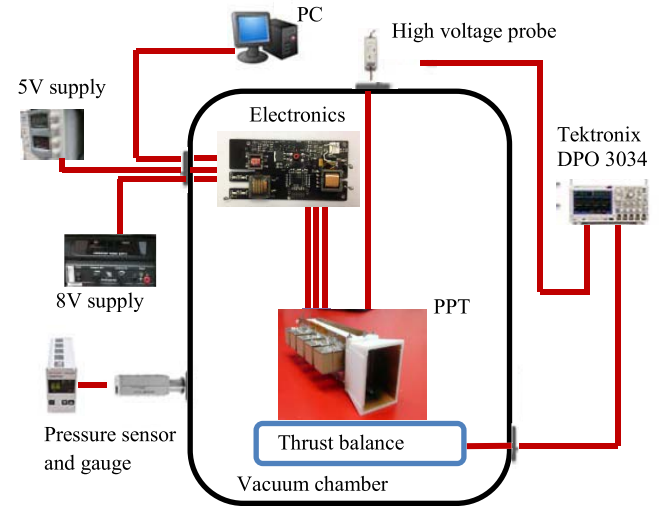 PC
High voltage probe
5V supply
Electronics
Tektronix
DPO 3034
8V supply
PPT
Pressure sensor
and gauge
Thrust balance
Vacuum chamber